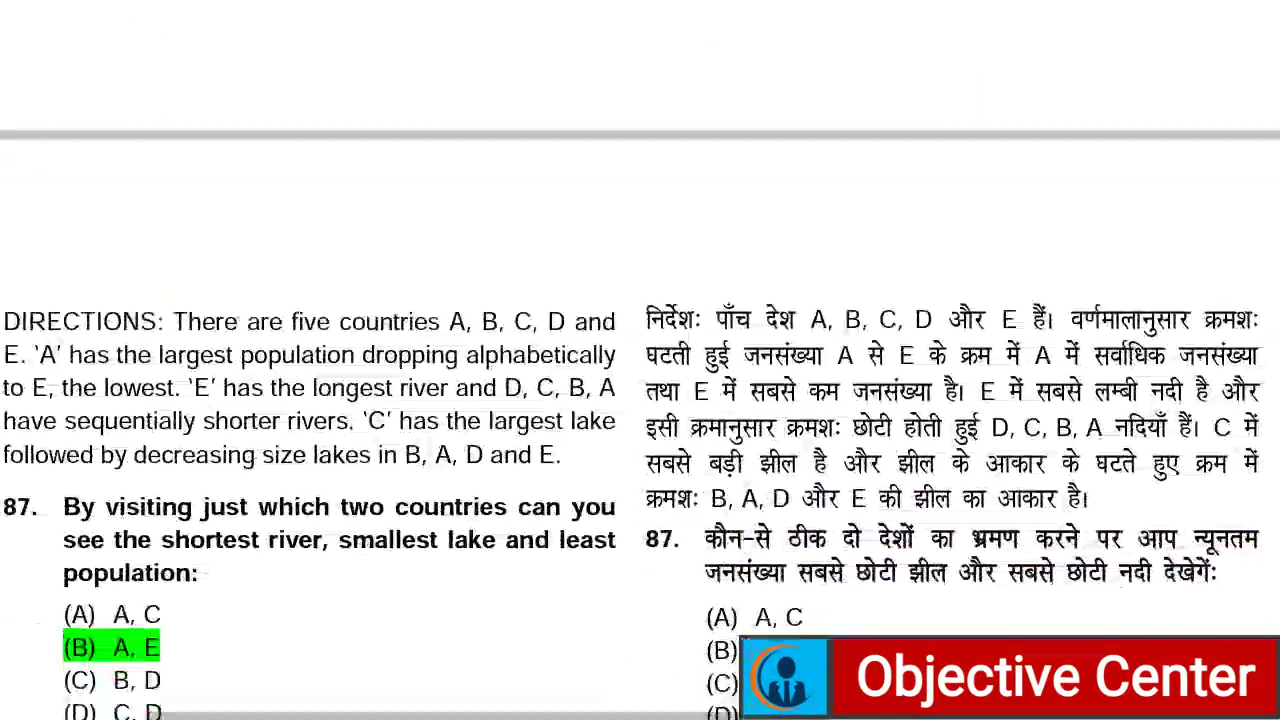 DIRECTIONS: There are five countries A, B, C, D and
E. 'A' has the largest population dropping alphabetically
to E, the lowest. 'E' has the longest river and D, C, B, A
have sequentially shorter rivers. 'C' has the largest lake
followed by decreasing size lakes in B, A, D and E.
87. By visiting just which two countries can you
see the shortest river, smallest lake and least
population:
(A) A, C
(B) A, E
(C) B, D
(D) C, D
निर्देशः पाँच देश A, B, C, D और E हैं। वर्णमालानुसार क्रमशः
घटती हुई जनसंख्या A से E के क्रम में A में सर्वाधिक जनसंख्या
तथा E में सबसे कम जनसंख्या है। E में सबसे लम्बी नदी है और
इसी क्रमानुसार क्रमशः छोटी होती हुई D, C, B, A नदियाँ हैं। C में
सबसे बड़ी झील है और झील के आकार के घटते हुए क्रम में
क्रमशः B, A, D और E की झील का आकार है।
87. कौन-से ठीक दो देशों का भ्रमण करने पर आप न्यूनतम
जनसंख्या सबसे छोटी झील और सबसे छोटी नदी देखेगेंः
(A) A, C
(B)
(C)
(D)
Objective Center